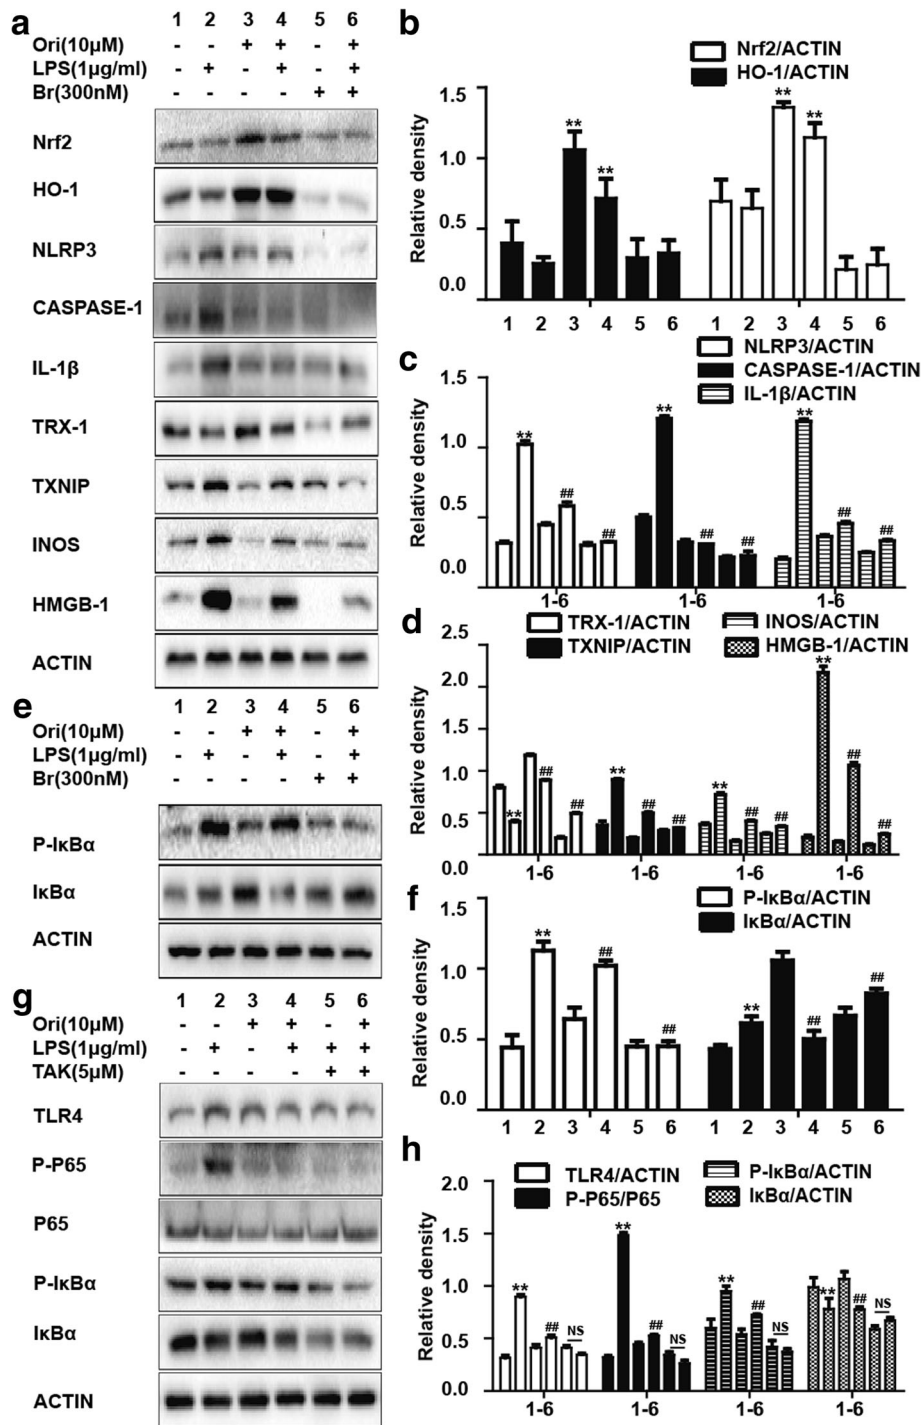 a
1 2 3 4 5 6
Ori(10μM) - - + + - +
LPS(1μg/ml) - + - + - +
Br(300nM) - - - - + +
Nrf2
HO-1
NLRP3
CASPASE-1
IL-1β
TRX-1
TXNIP
INOS
HMGB-1
ACTIN
b
Nrf2/ACTIN
HO-1/ACTIN
Relative density
1.5
1.0
0.5
0.0
** ** ** **
1 2 3 4 5 6 1 2 3 4 5 6
c
NLRP3/ACTIN
CASPASE-1/ACTIN
IL-1β/ACTIN
Relative density
1.5
1.0
0.5
0.0
** ## ## ** ## ## ** ## ##
1-6 1-6 1-6
d
TRX-1/ACTIN INOS/ACTIN
TXNIP/ACTIN HMGB-1/ACTIN
Relative density
2.5
2.0
1.0
0.5
0.0
** ## ## ** ## ## ** ## ## ** ## ##
1-6 1-6 1-6 1-6
e
1 2 3 4 5 6
Ori(10μM) - - + + - +
LPS(1μg/ml) - + - + - +
Br(300nM) - - - - + +
P-IκBα
IκBα
ACTIN
f
P-IκBα/ACTIN
IκBα/ACTIN
Relative density
1.5
1.0
0.5
0.0
** ## ## ** ## ##
1 2 3 4 5 6 1 2 3 4 5 6
g
1 2 3 4 5 6
Ori(10μM) - - + + - +
LPS(1μg/ml) - + - + + +
TAK(5μM) - - - - + +
TLR4
P-P65
P65
P-IκBα
IκBα
ACTIN
h
TLR4/ACTIN P-IκBα/ACTIN
P-P65/P65 IκBα/ACTIN
Relative density
2.0
1.5
1.0
0.5
0.0
** ## NS ** ## NS ** ## NS ** ## NS
1-6 1-6 1-6 1-6